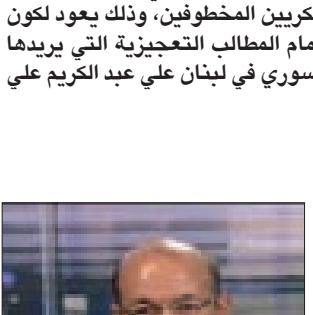 كريين المخطوفين، وذلك يعود لكون
مام المطالب التعجيزية التي يريدها
سوري في لبنان علي عبد الكريم علي